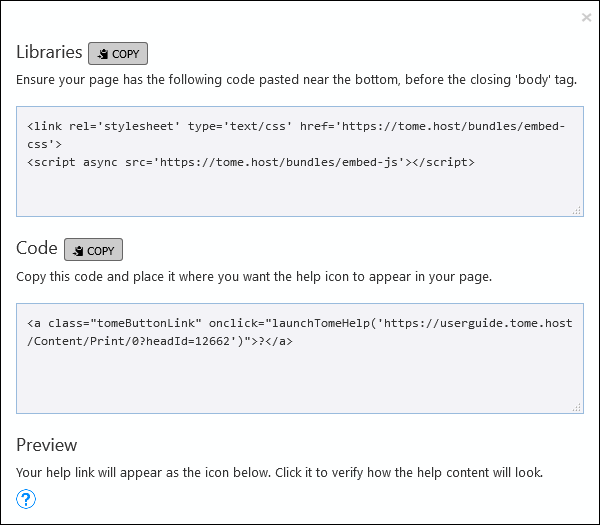 ×
Libraries COPY
Ensure your page has the following code pasted near the bottom, before the closing 'body' tag.
<link rel='stylesheet' type='text/css' href='https://tome.host/bundles/embed-
css'>
<script async src='https://tome.host/bundles/embed-js'></script>
Code COPY
Copy this code and place it where you want the help icon to appear in your page.
<a class="tomeButtonLink" onclick="launchTomeHelp('https://userguide.tome.host
/Content/Print/0?headId=12662')">?</a>
Preview
Your help link will appear as the icon below. Click it to verify how the help content will look.
?